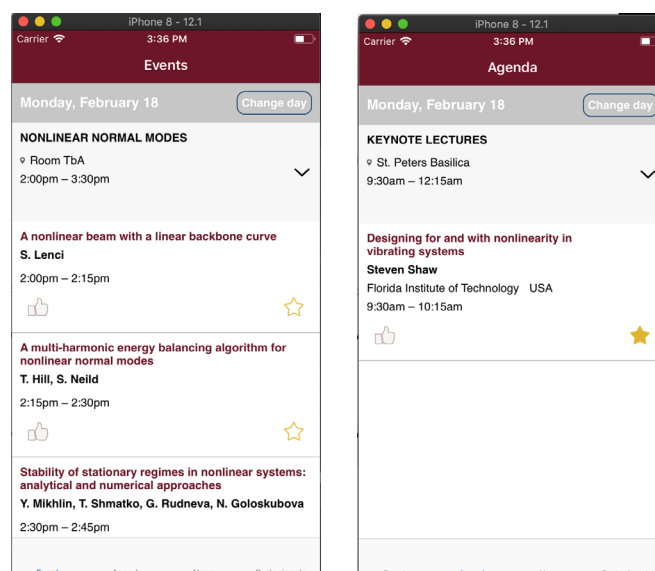 iPhone 8 - 12.1
Carrier
3:36 PM
Events
Monday, February 18
Change day
NONLINEAR NORMAL MODES
Room TbA
2:00pm – 3:30pm
A nonlinear beam with a linear backbone curve
S. Lenci
2:00pm – 2:15pm
A multi-harmonic energy balancing algorithm for
nonlinear normal modes
T. Hill, S. Neild
2:15pm – 2:30pm
Stability of stationary regimes in nonlinear systems:
analytical and numerical approaches
Y. Mikhlin, T. Shmatko, G. Rudneva, N. Goloskubova
2:30pm – 2:45pm
iPhone 8 - 12.1
Carrier
3:36 PM
Agenda
Monday, February 18
Change day
KEYNOTE LECTURES
St. Peters Basilica
9:30am – 12:15am
Designing for and with nonlinearity in
vibrating systems
Steven Shaw
Florida Institute of Technology USA
9:30am – 10:15am